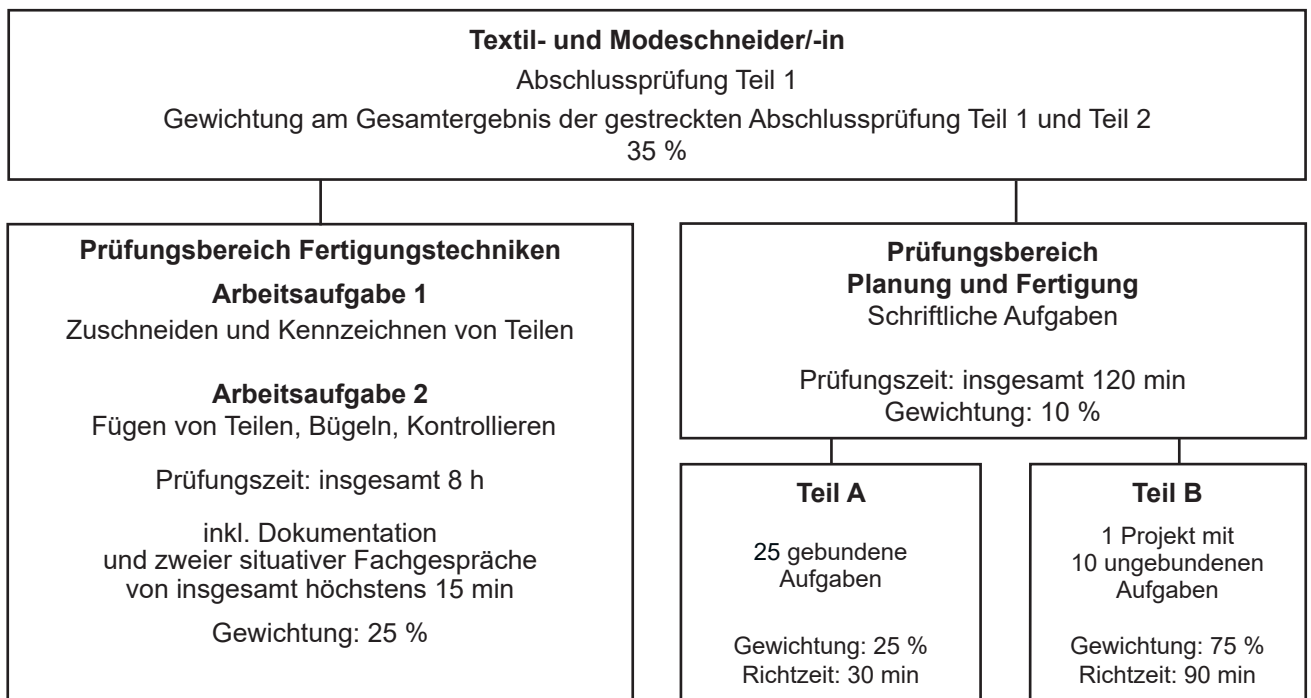 Textil- und Modeschneider/-in
Abschlussprüfung Teil 1
Gewichtung am Gesamtergebnis der gestreckten Abschlussprüfung Teil 1 und Teil 2
35 %
Prüfungsbereich Fertigungstechniken
Arbeitsaufgabe 1
Zuschneiden und Kennzeichnen von Teilen
Arbeitsaufgabe 2
Fügen von Teilen, Bügeln, Kontrollieren
Prüfungszeit: insgesamt 8 h
inkl. Dokumentation
und zweier situativer Fachgespräche
von insgesamt höchstens 15 min
Gewichtung: 25 %
Prüfungsbereich
Planung und Fertigung
Schriftliche Aufgaben
Prüfungszeit: insgesamt 120 min
Gewichtung: 10 %
Teil A
25 gebundene
Aufgaben
Gewichtung: 25 %
Richtzeit: 30 min
Teil B
1 Projekt mit
10 ungebundenen
Aufgaben
Gewichtung: 75 %
Richtzeit: 90 min